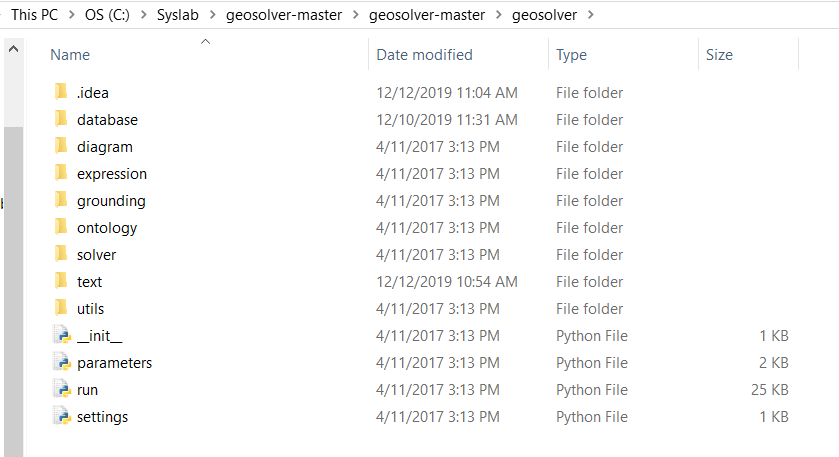 This PC > OS (C:) > Syslab > geosolver-master > geosolver-master > geosolver >
Name Date modified Type Size
.idea 12/12/2019 11:04 AM File folder
database 12/10/2019 11:31 AM File folder
diagram 4/11/2017 3:13 PM File folder
expression 4/11/2017 3:13 PM File folder
grounding 4/11/2017 3:13 PM File folder
ontology 4/11/2017 3:13 PM File folder
solver 4/11/2017 3:13 PM File folder
text 12/12/2019 10:54 AM File folder
utils 4/11/2017 3:13 PM File folder
__init__ 4/11/2017 3:13 PM Python File 1 KB
parameters 4/11/2017 3:13 PM Python File 2 KB
run 4/11/2017 3:13 PM Python File 25 KB
settings 4/11/2017 3:13 PM Python File 1 KB